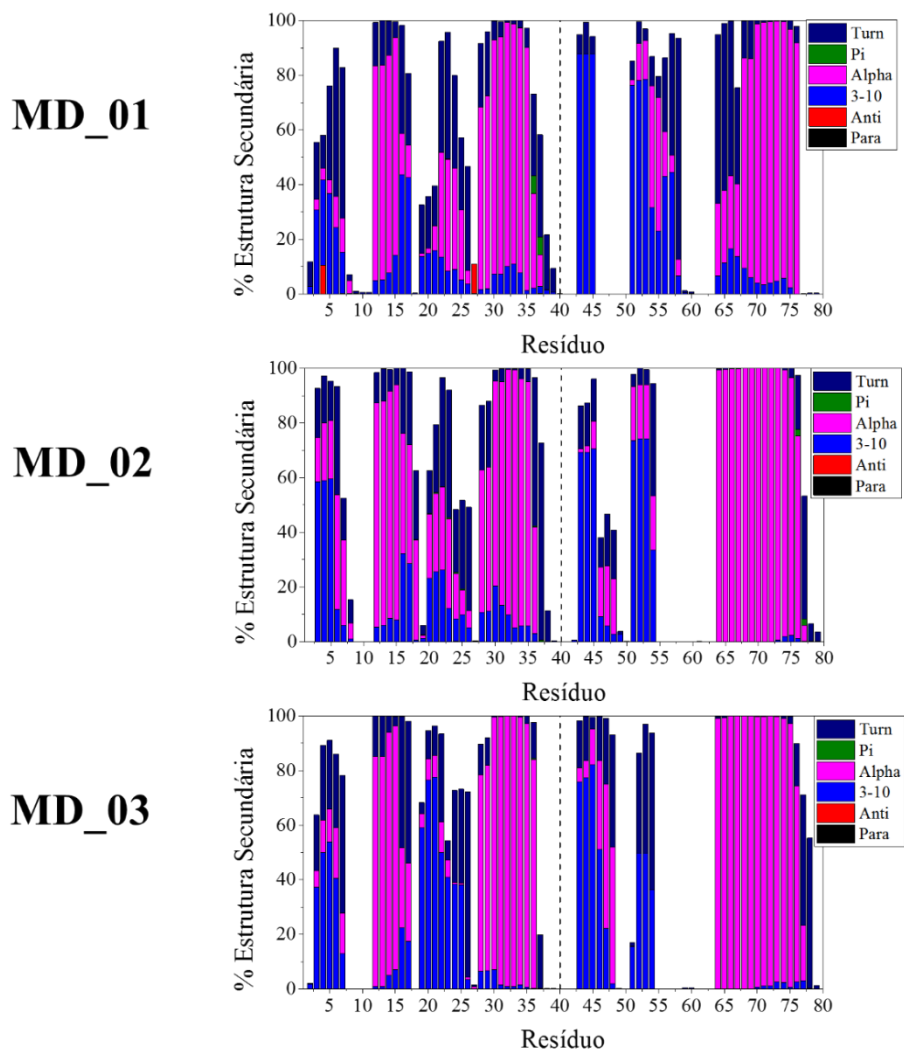 MD_01
% Estrutura Secundária
100
80
60
40
20
0
Turn
Pi
Alpha
3-10
Anti
Para
5 10 15 20 25 30 35 40 45 50 55 60 65 70 75 80
Resíduo
MD_02
% Estrutura Secundária
100
80
60
40
20
0
Turn
Pi
Alpha
3-10
Anti
Para
5 10 15 20 25 30 35 40 45 50 55 60 65 70 75 80
Resíduo
MD_03
% Estrutura Secundária
100
80
60
40
20
0
Turn
Pi
Alpha
3-10
Anti
Para
5 10 15 20 25 30 35 40 45 50 55 60 65 70 75 80
Resíduo